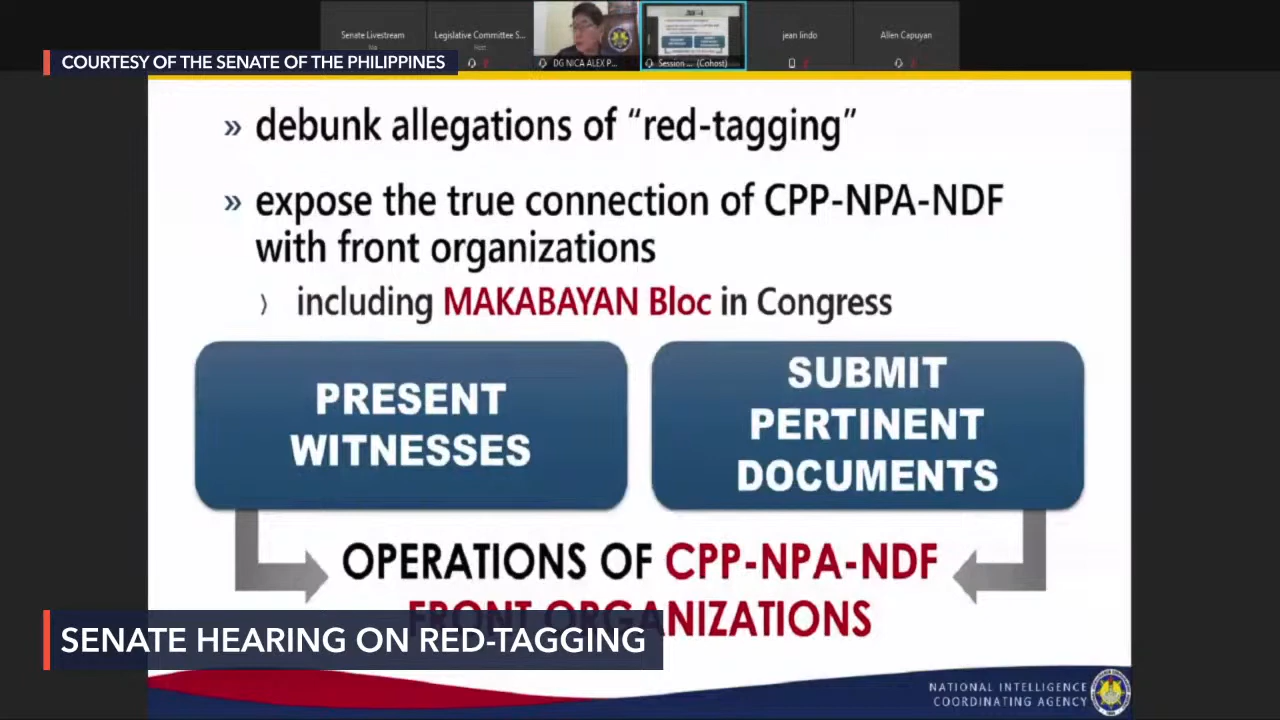 Senate Livestream
Legislative Committee S...
Host
DG NICA ALEX P...
Session ... (Cohost)
jean lindo
Allen Capuyan
COURTESY OF THE SENATE OF THE PHILIPPINES
» debunk allegations of “red-tagging”
» expose the true connection of CPP-NPA-NDF
with front organizations
including MAKABAYAN Bloc in Congress
PRESENT
WITNESSES
SUBMIT
PERTINENT
DOCUMENTS
OPERATIONS OF CPP-NPA-NDF
FRONT ORGANIZATIONS
SENATE HEARING ON RED-TAGGING
NATIONAL INTELLIGENCE
COORDINATING AGENCY